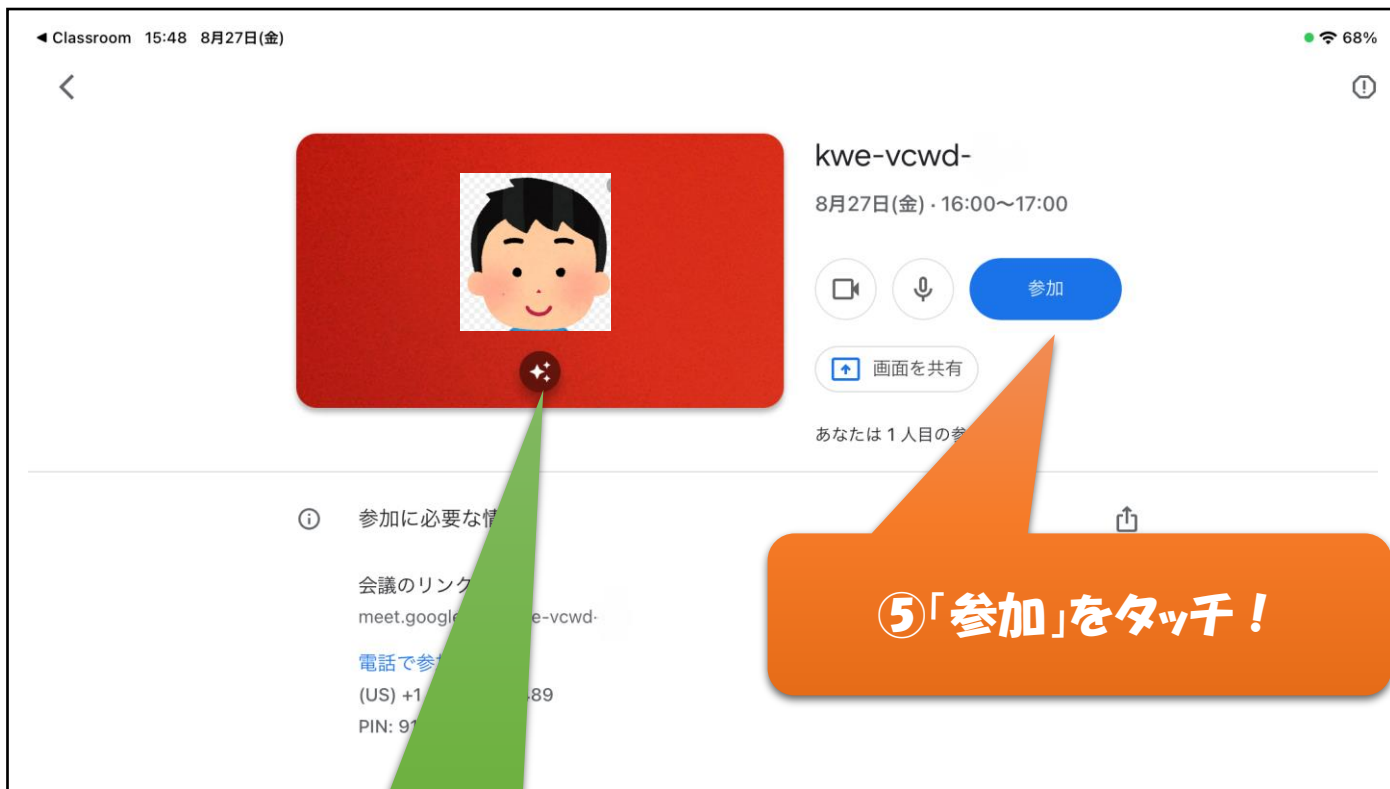 ◀ Classroom 15:48 8月27日(金)
68%
kwe-vcwd-
8月27日(金)・16:00～17:00
参加
画面を共有
あなたは 1 人目の参
参加に必要な情
会議のリンク
meet.google e-vcwd-
電話で参
(US) +1 89
PIN: 91
⑤「参加」をタッチ！